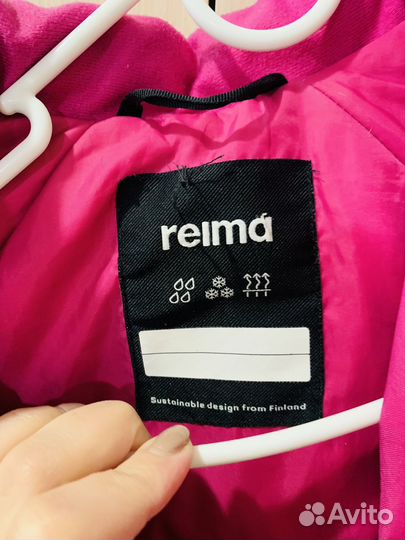 reima
Sustainable design from Finland
Avito